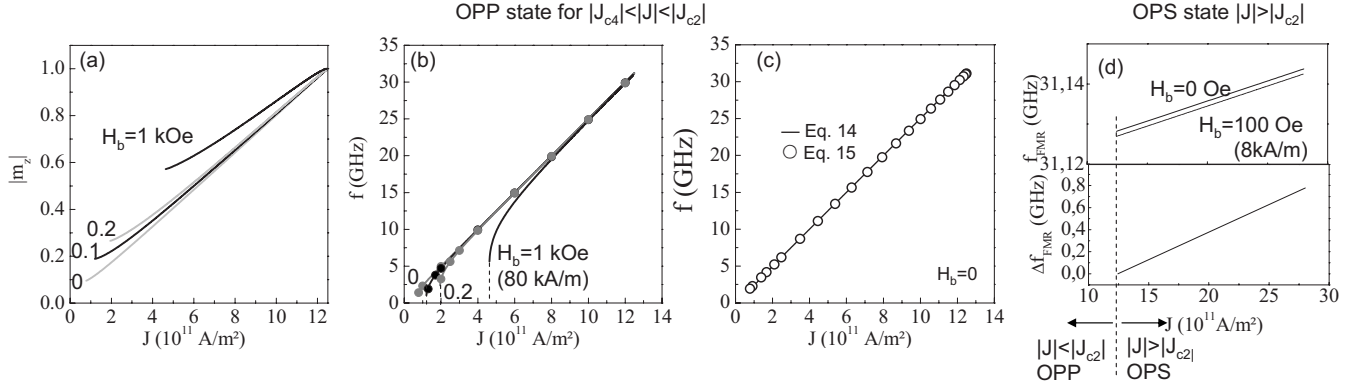 OPP state for |J_c4|<|J|<|J_c2|
OPS state |J|>|J_c2|
(a)
|m_z|
1.0
0.8
0.6
0.4
0.2
0.0
H_b=1 kOe
0.2
0.1
0
0 2 4 6 8 10 12
J (10^11 A/m²)
(b)
f (GHz)
35
30
25
20
15
10
5
0
H_b=1 kOe
(80 kA/m)
0
0.2
0 2 4 6 8 10 12
J (10^11 A/m²)
(c)
f (GHz)
35
30
25
20
15
10
5
0
Eq. 14
Eq. 15
H_b=0
0 2 4 6 8 10 12 14
J (10^11 A/m²)
(d)
f_FMR (GHz)
31,14
31,12
H_b=0 Oe
H_b=100 Oe
(8kA/m)
Δf_FMR (GHz)
0,8
0,6
0,4
0,2
0,0
10 15 20 25 30
J (10^11 A/m²)
|J|<|J_c2|
OPP
|J|>|J_c2|
OPS